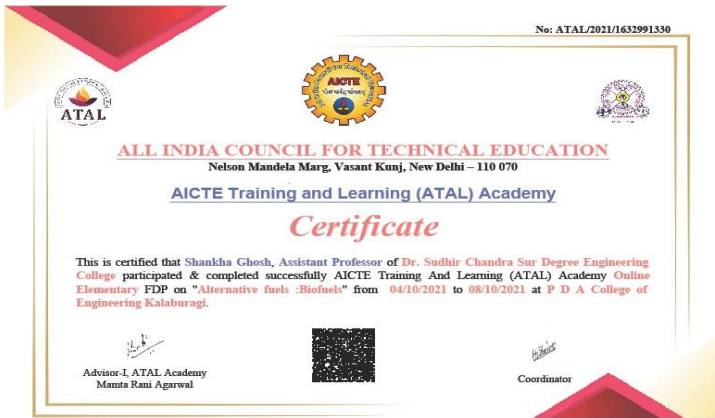 No: ATAL/2021/1632991330
AICTE
ATAL
ALL INDIA COUNCIL FOR TECHNICAL EDUCATION
Nelson Mandela Marg, Vasant Kunj, New Delhi – 110 070
AICTE Training and Learning (ATAL) Academy
Certificate
This is certified that Shankha Ghosh, Assistant Professor of Dr. Sudhir Chandra Sur Degree Engineering
College participated & completed successfully AICTE Training And Learning (ATAL) Academy Online
Elementary FDP on "Alternative fuels :Biofuels" from 04/10/2021 to 08/10/2021 at P D A College of
Engineering Kalaburagi.
Advisor-I, ATAL Academy
Mamta Rani Agarwal
Coordinator